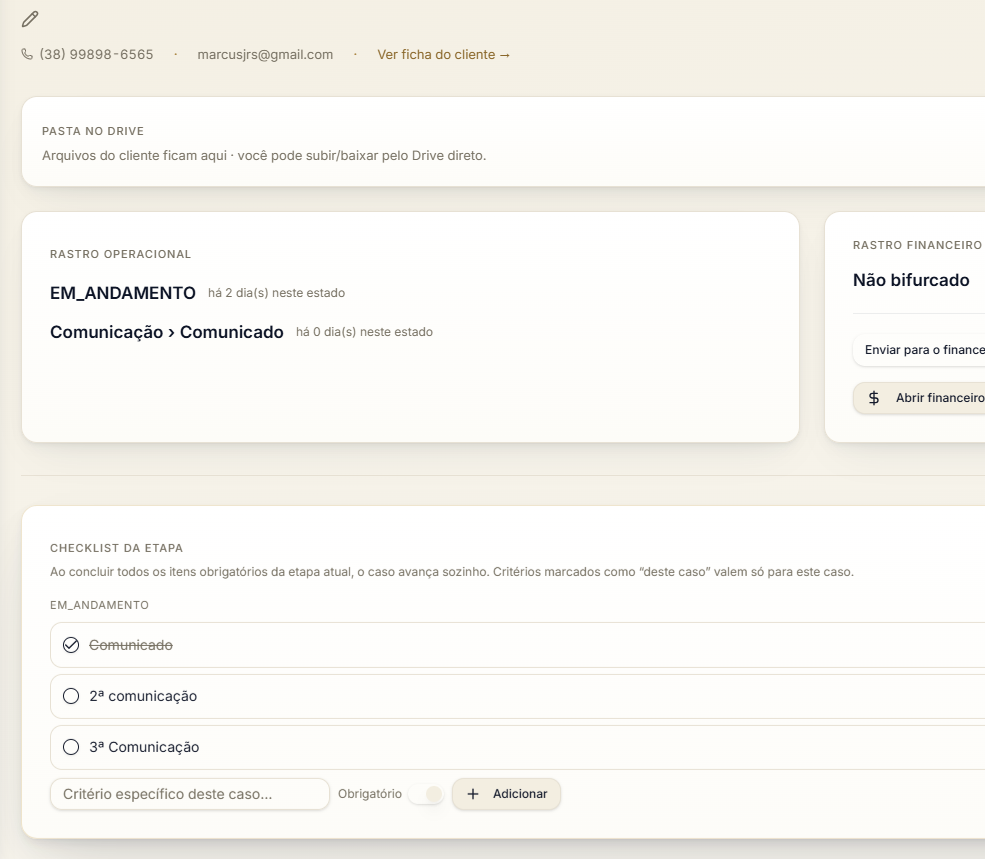 (38) 99898-6565 · marcusjrs@gmail.com · Ver ficha do cliente →
PASTA NO DRIVE
Arquivos do cliente ficam aqui · você pode subir/baixar pelo Drive direto.
RASTRO OPERACIONAL
EM_ANDAMENTO há 2 dia(s) neste estado
Comunicação › Comunicado há 0 dia(s) neste estado
RASTRO FINANCEIRO
Não bifurcado
Enviar para o finance
$ Abrir financeiro
CHECKLIST DA ETAPA
Ao concluir todos os itens obrigatórios da etapa atual, o caso avança sozinho. Critérios marcados como “deste caso” valem só para este caso.
EM_ANDAMENTO
Comunicado
2ª comunicação
3ª Comunicação
Critério específico deste caso... Obrigatório + Adicionar